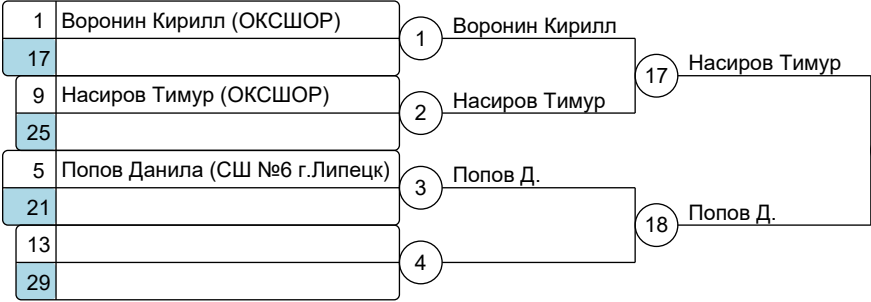 1 Воронин Кирилл (ОКСШОР)
17
1 Воронин Кирилл
9 Насиров Тимур (ОКСШОР)
25
2 Насиров Тимур
17 Насиров Тимур
5 Попов Данила (СШ №6 г.Липецк)
21
3 Попов Д.
13
29
4
18 Попов Д.